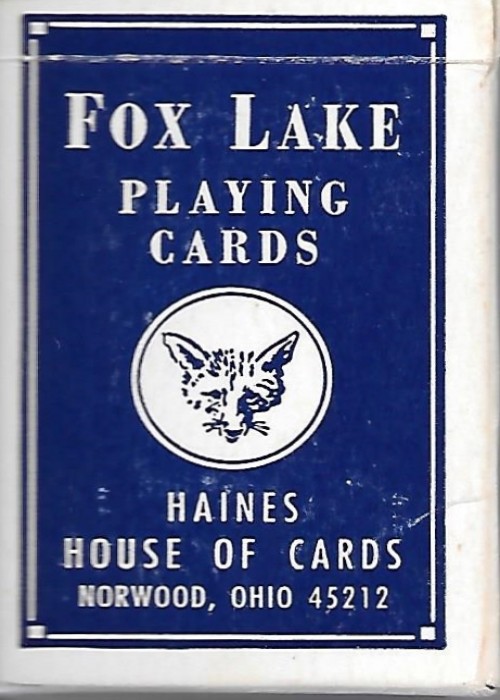 FOX LAKE
PLAYING
CARDS
HAINES
HOUSE OF CARDS
NORWOOD, OHIO 45212